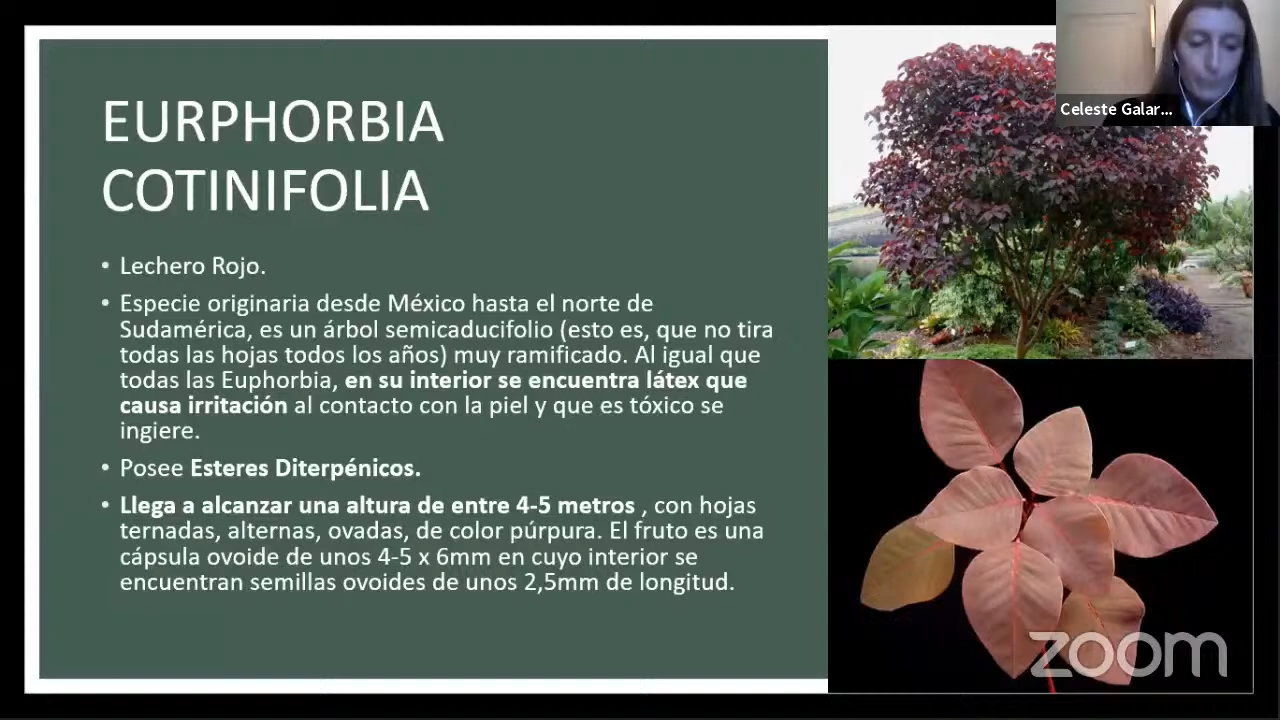 EURPHORBIA
COTINIFOLIA
• Lechero Rojo.
• Especie originaria desde México hasta el norte de
Sudamérica, es un árbol semicaducifolio (esto es, que no tira
todas las hojas todos los años) muy ramificado. Al igual que
todas las Euphorbia, en su interior se encuentra látex que
causa irritación al contacto con la piel y que es tóxico se
ingiere.
• Posee Esteres Diterpénicos.
• Llega a alcanzar una altura de entre 4-5 metros , con hojas
ternadas, alternas, ovadas, de color púrpura. El fruto es una
cápsula ovoide de unos 4-5 x 6mm en cuyo interior se
encuentran semillas ovoides de unos 2,5mm de longitud.
Celeste Galar...
zoom